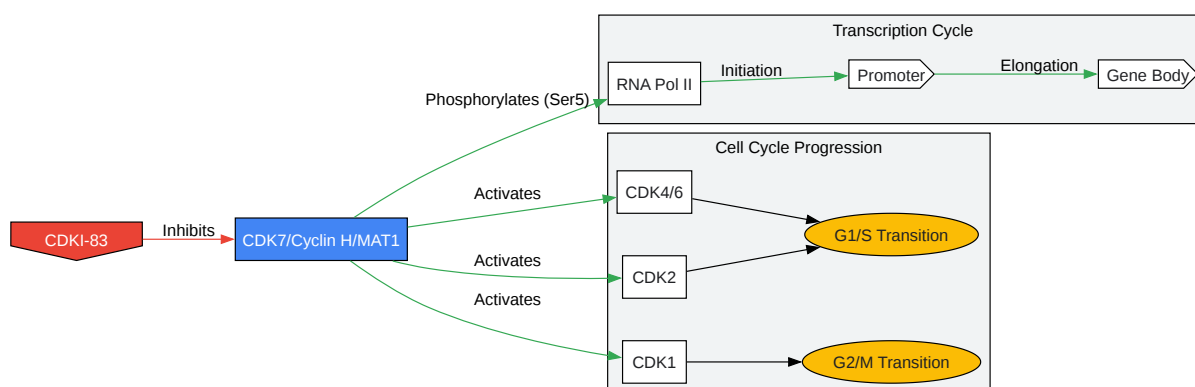 Transcription Cycle
RNA Pol II
Initiation
Promoter
Elongation
Gene Body
Phosphorylates (Ser5)
Cell Cycle Progression
Activates
CDK4/6
CDKI-83
Inhibits
CDK7/Cyclin H/MAT1
G1/S Transition
Activates
CDK2
Activates
CDK1
G2/M Transition